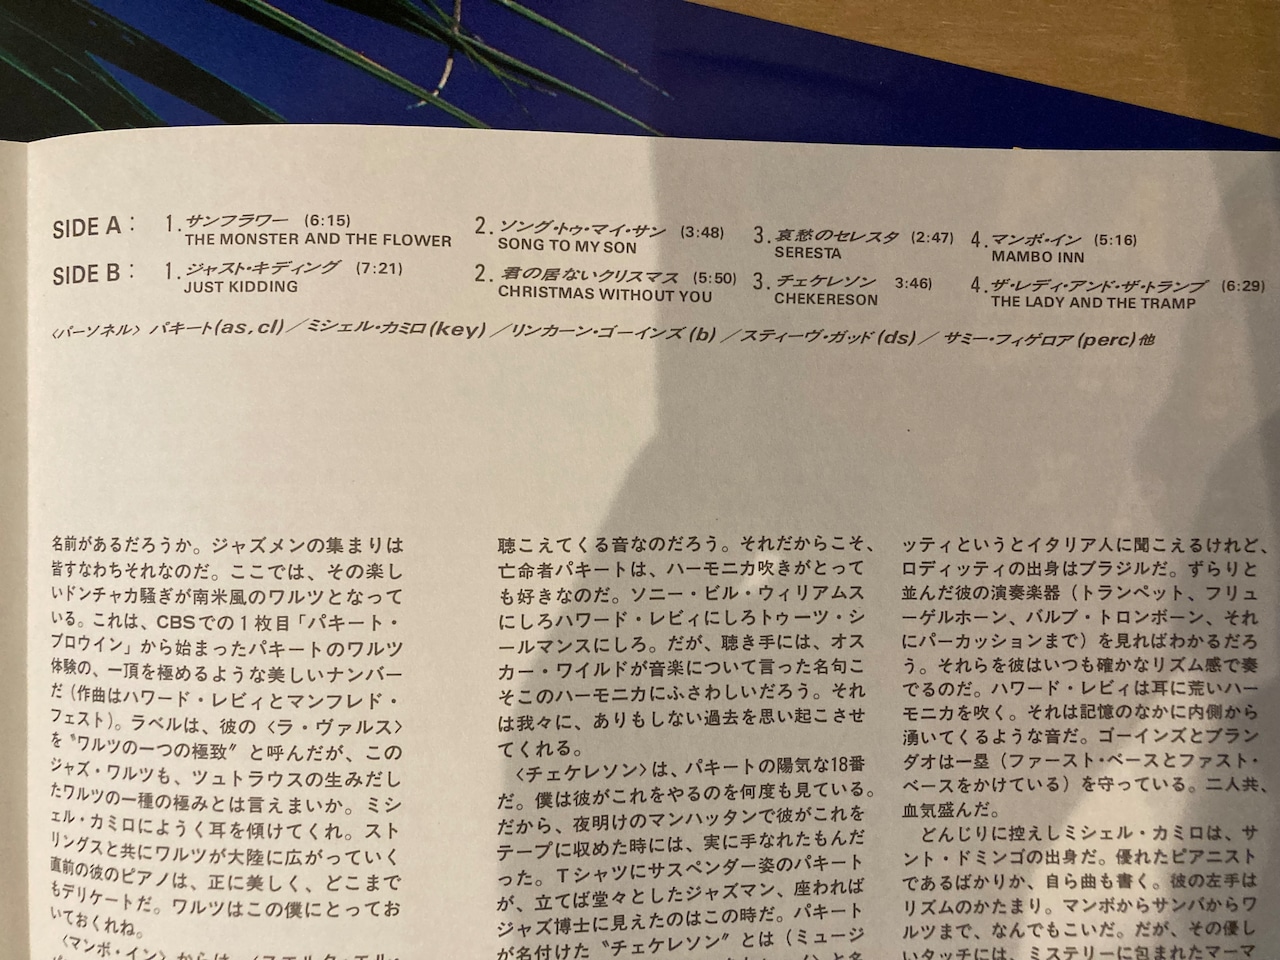 SIDE A: 1.サンフラワー (6:15) 2.ソング・トゥ・マイ・サン (3:48) 3.哀愁のセレスタ (2:47) 4.マンボ・イン (5:16)
THE MONSTER AND THE FLOWER SONG TO MY SON SERESTA MAMBO INN
SIDE B: 1.ジャスト・キディング (7:21) 2.君の居ないクリスマス (5:50) 3.チェケレソン 3:46) 4.ザ・レディ・アンド・ザ・トランプ (6:29)
JUST KIDDING CHRISTMAS WITHOUT YOU CHEKERESON THE LADY AND THE TRAMP
〈パーソネル〉パキート(as,cl)／ミシェル・カミロ(key)／リンカーン・ゴーインズ(b)／スティーヴ・ガッド(ds)／サミー・フィゲロア(perc)他
名前があるだろうか。ジャズメンの集まりは
皆すなわちそれなのだ。ここでは、その楽し
いドンチャカ騒ぎが南米風のワルツとなって
いる。これは、CBSでの1枚目「パキート・
ブロウイン」から始まったパキートのワルツ
体験の、一頂を極めるような美しいナンバー
だ（作曲はハワード・レビィとマンフレド・
フェスト）。ラベルは、彼の〈ラ・ヴァルス〉
を〝ワルツの一つの極致〟と呼んだが、この
ジャズ・ワルツも、ツュトラウスの生みだし
たワルツの一種の極みとは言えまいか。ミシ
ェル・カミロにようく耳を傾けてくれ。スト
リングスと共にワルツが大陸に広がっていく
直前の彼のピアノは、正に美しく、どこまで
もデリケートだ。ワルツはこの僕にとってお
いておくれね。
〈マンボ・イン〉からは、〈スエルタ・エル・
聴こえてくる音なのだろう。それだからこそ、
亡命者パキートは、ハーモニカ吹きがとって
も好きなのだ。ソニー・ビル・ウィリアムス
にしろハワード・レビィにしろトゥーツ・シ
ールマンスにしろ。だが、聴き手には、オス
カー・ワイルドが音楽について言った名句こ
そこのハーモニカにふさわしいだろう。それ
は我々に、ありもしない過去を思い起こさせ
てくれる。
〈チェケレソン〉は、パキートの陽気な18番
だ。僕は彼がこれをやるのを何度も見ている。
だから、夜明けのマンハッタンで彼がこれを
テープに収めた時には、実に手なれたもんだ
った。Tシャツにサスペンダー姿のパキート
が、立てば堂々としたジャズマン、座われば
ジャズ博士に見えたのはこの時だ。パキート
が名付けた〝チェケレソン〟とは（ミュージ
ッティというとイタリア人に聞こえるけれど、
ロディッティの出身はブラジルだ。ずらりと
並んだ彼の演奏楽器（トランペット、フリュ
ーゲルホーン、バルブ・トロンボーン、それ
にパーカッションまで）を見ればわかるだろ
う。それらを彼はいつも確かなリズム感で奏
でるのだ。ハワード・レビィは耳に荒いハー
モニカを吹く。それは記憶のなかに内側から
湧いてくるような音だ。ゴーインズとブラン
ダオは一塁（ファースト・ベースとファスト・
ベースをかけている）を守っている。二人共、
血気盛んだ。
どんじりに控えしミシェル・カミロは、サ
ント・ドミンゴの出身だ。優れたピアニスト
であるばかりか、自ら曲も書く。彼の左手は
リズムのかたまり。マンボからサンバからワ
ルツまで、なんでもこいだ。だが、その優し
いタッチには、ミステリーに包まれたマーマ